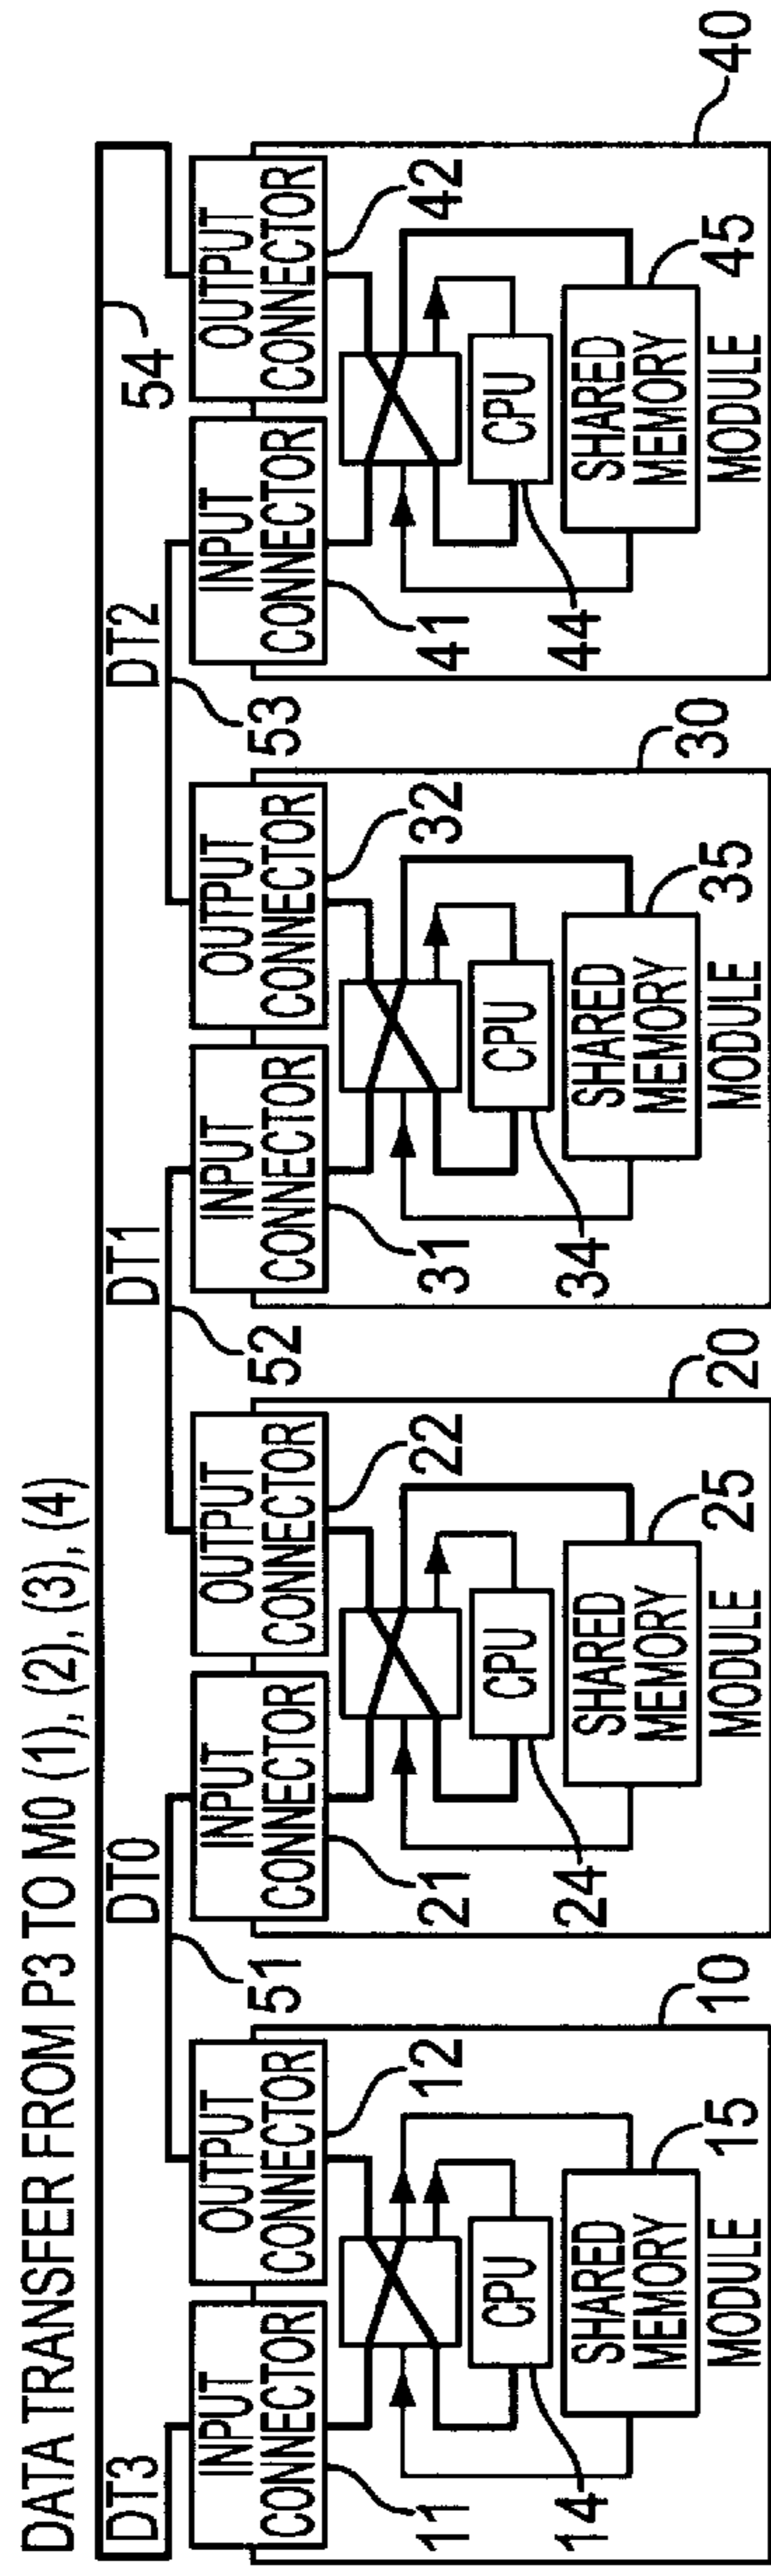 DATA TRANSFER FROM P3 TO M0 (1), (2), (3), (4)
DT3
DT0
DT1
DT2
54
51
52
53
INPUT
CONNECTOR
OUTPUT
CONNECTOR
11
12
CPU
14
SHARED
MEMORY
15
MODULE
10
INPUT
CONNECTOR
OUTPUT
CONNECTOR
21
22
CPU
24
SHARED
MEMORY
25
MODULE
20
INPUT
CONNECTOR
OUTPUT
CONNECTOR
31
32
CPU
34
SHARED
MEMORY
35
MODULE
30
INPUT
CONNECTOR
OUTPUT
CONNECTOR
41
42
CPU
44
SHARED
MEMORY
45
MODULE
40